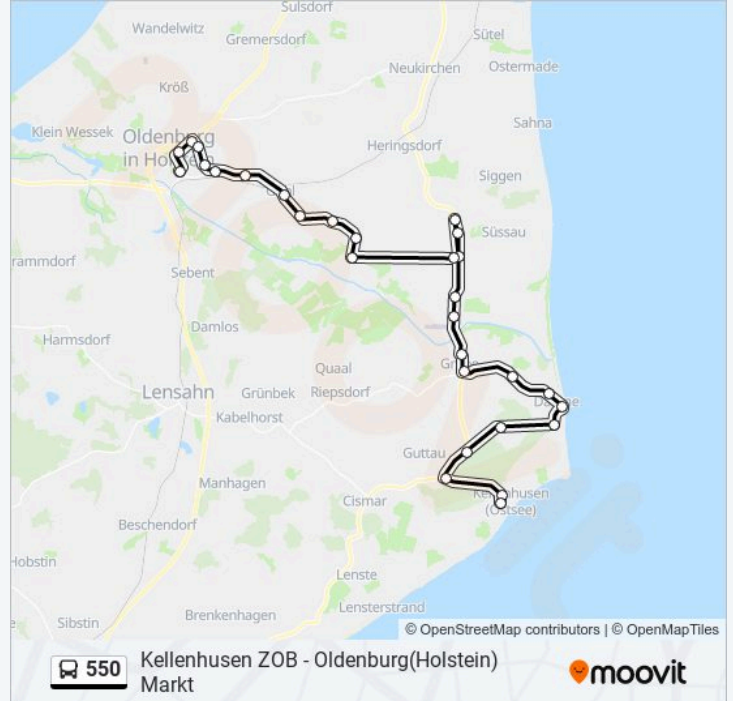 Sulsdorf
Wandelwitz
Gremersdorf
Sütel
Neukirchen
Ostermade
Kröß
Sahna
Klein Wessek
Oldenburg
in Holstein
Heringsdorf
Siggen
Süssau
rammdorf
Sebent
Damlos
Harmsdorf
Quaal
Lensahn
Grünbek
Riepsdorf
Kabelhorst
Guttau
Manhagen
Cismar
Kellenhusen
(Ostsee)
Beschendorf
Hobstin
Lenste
Lensterstrand
Brenkenhagen
Sibstin
© OpenStreetMap contributors | © OpenMapTiles
550
Kellenhusen ZOB - Oldenburg(Holstein)
Markt
moovit